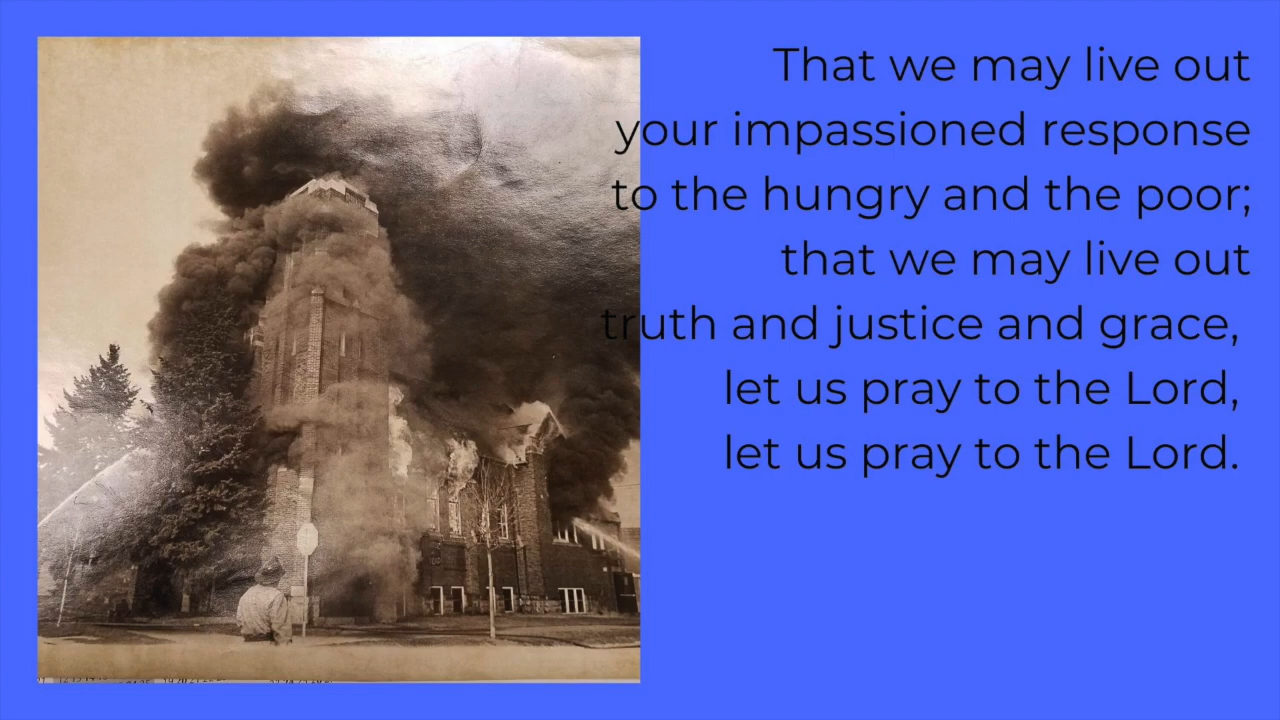 That we may live out
your impassioned response
to the hungry and the poor;
that we may live out
truth and justice and grace,
let us pray to the Lord,
let us pray to the Lord.